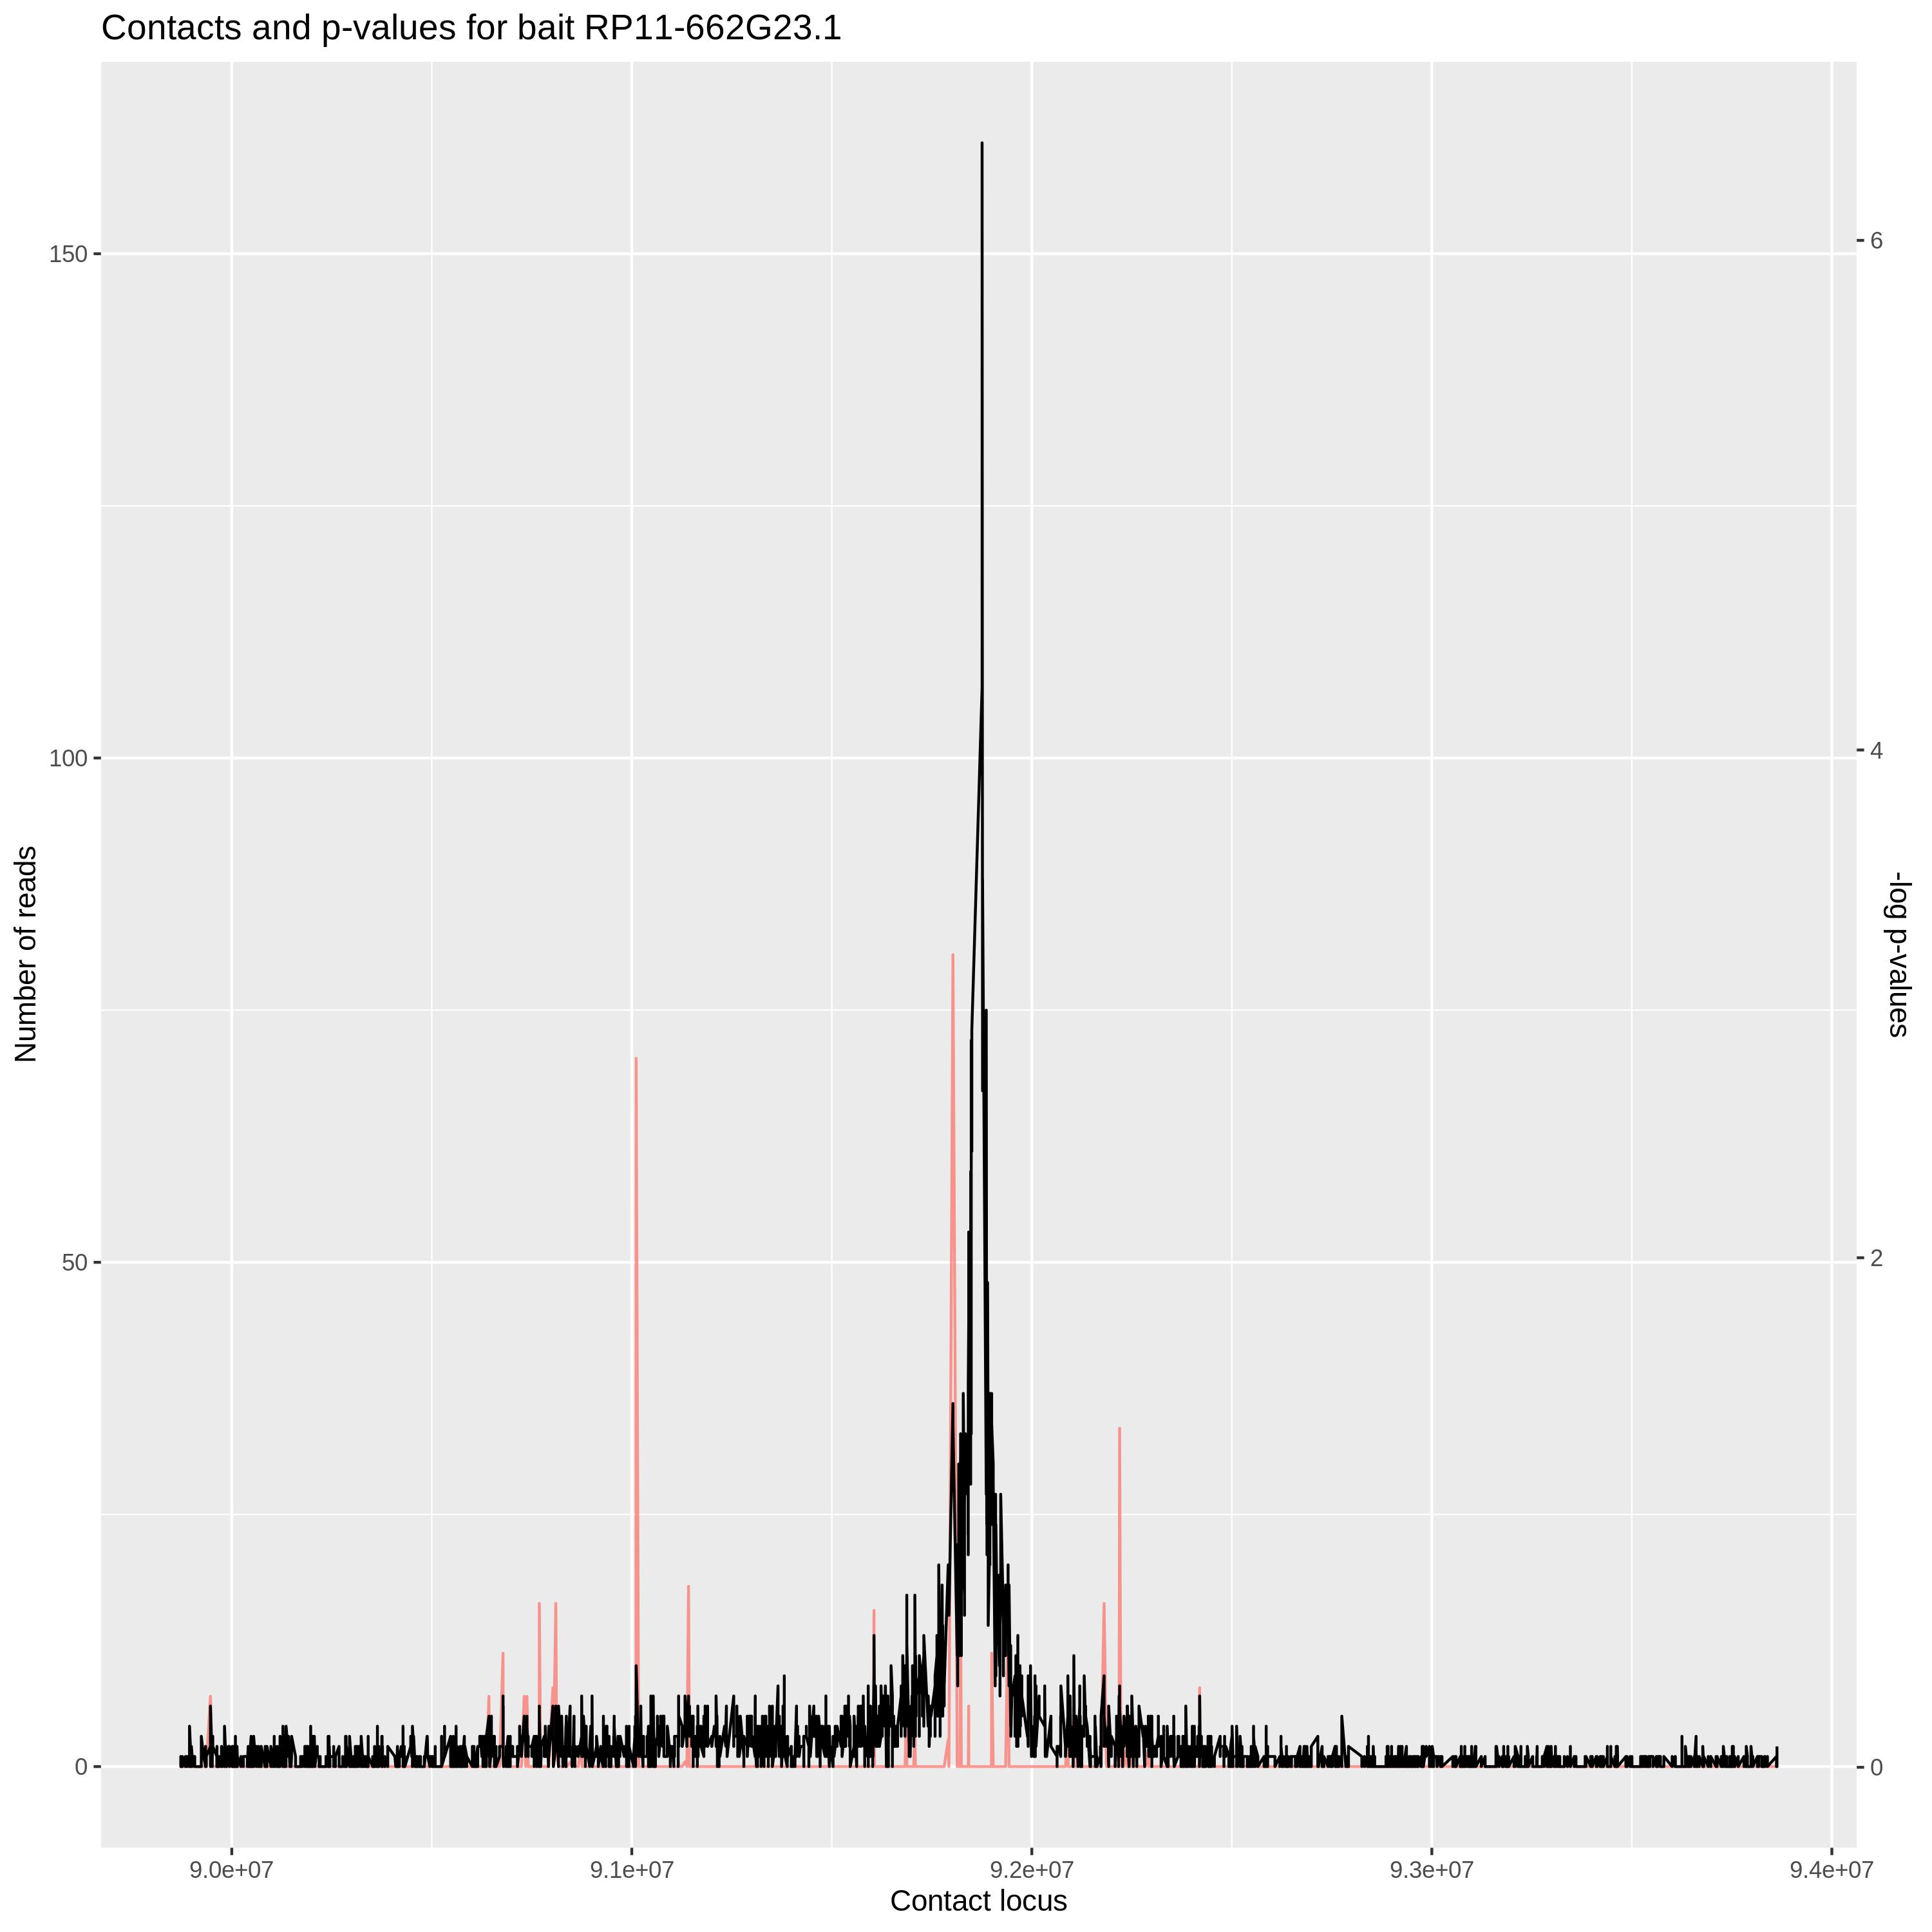 Contacts and p-values for bait RP11-662G23.1
150
100
50
0
Number of reads
6
4
2
0
-log p-values
9.0e+07 9.1e+07 9.2e+07 9.3e+07 9.4e+07
Contact locus